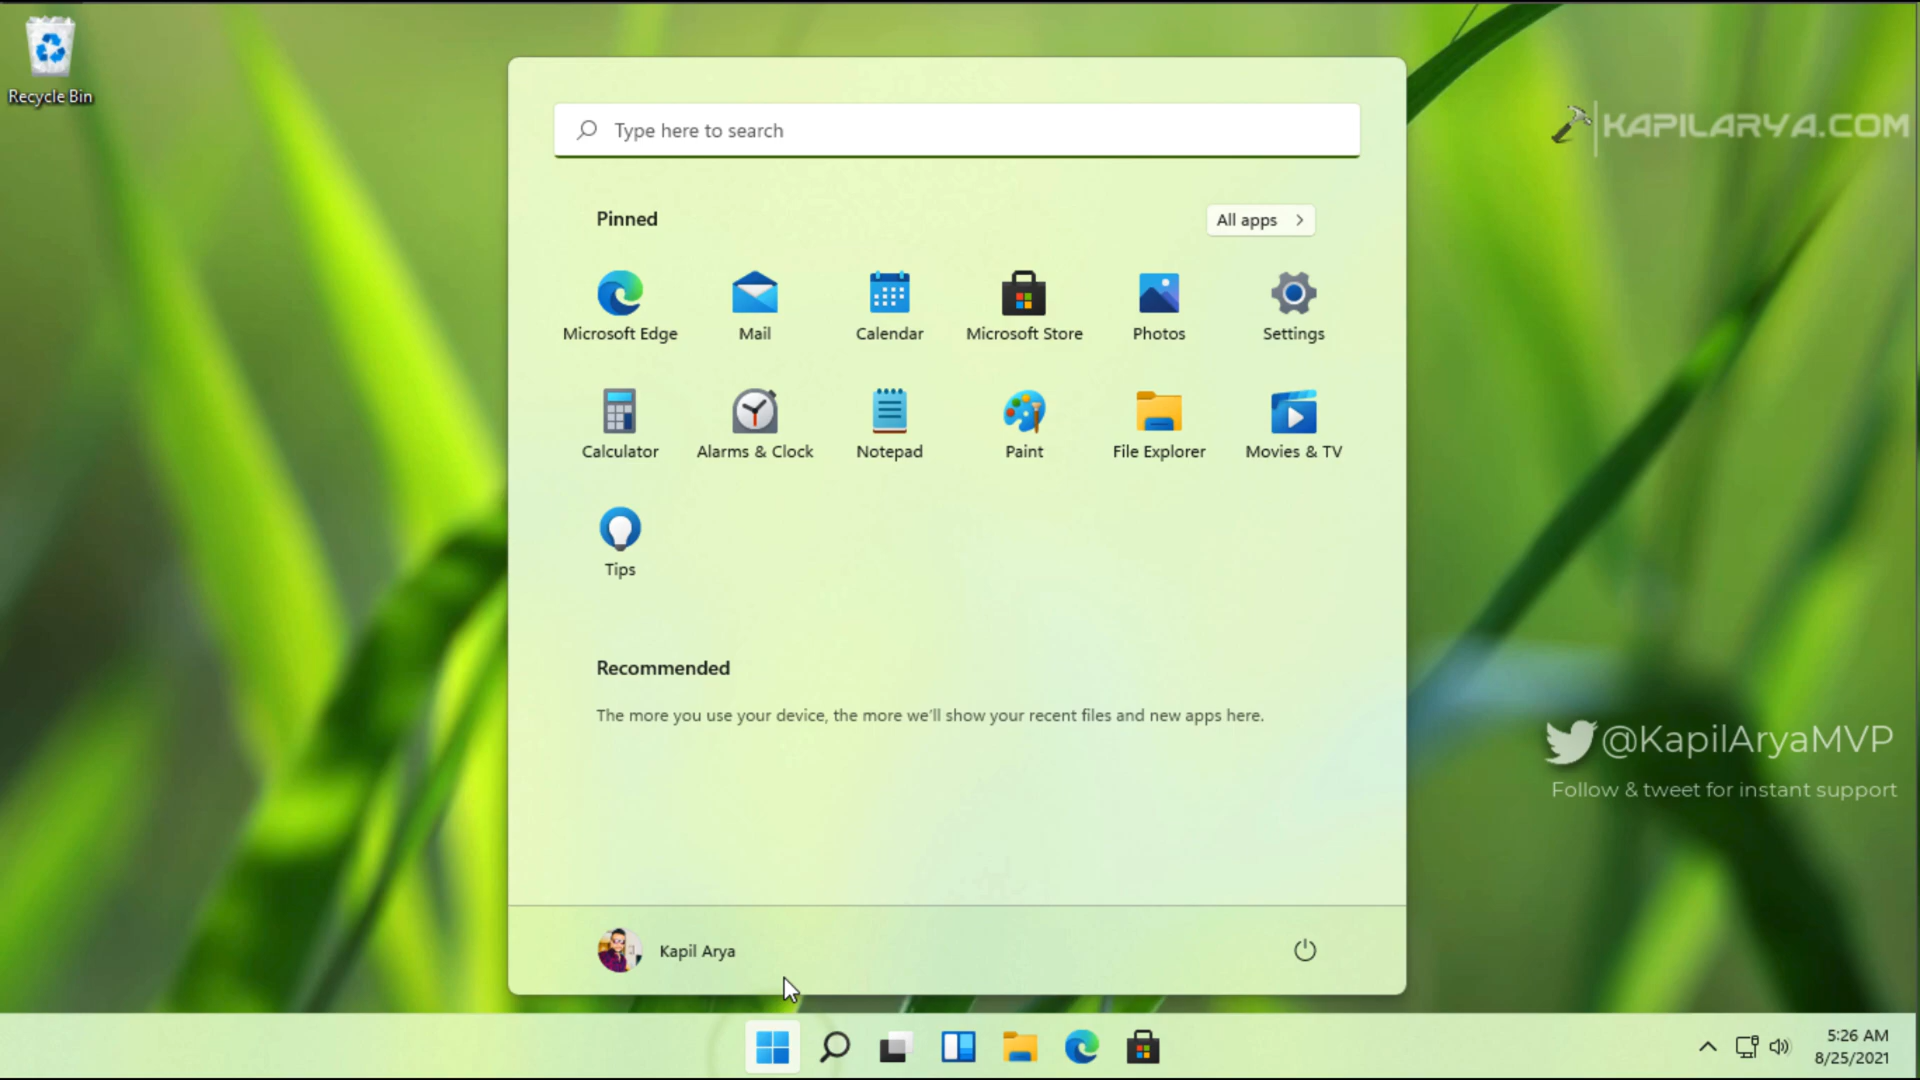 Recycle Bin
KAPILARYA.COM
Type here to search
Pinned
All apps
Microsoft Edge
Mail
Calendar
Microsoft Store
Photos
Settings
Calculator
Alarms & Clock
Notepad
Paint
File Explorer
Movies & TV
Tips
Recommended
The more you use your device, the more we'll show your recent files and new apps here.
@KapilAryaMVP
Follow & tweet for instant support
Kapil Arya
5:26 AM
8/25/2021